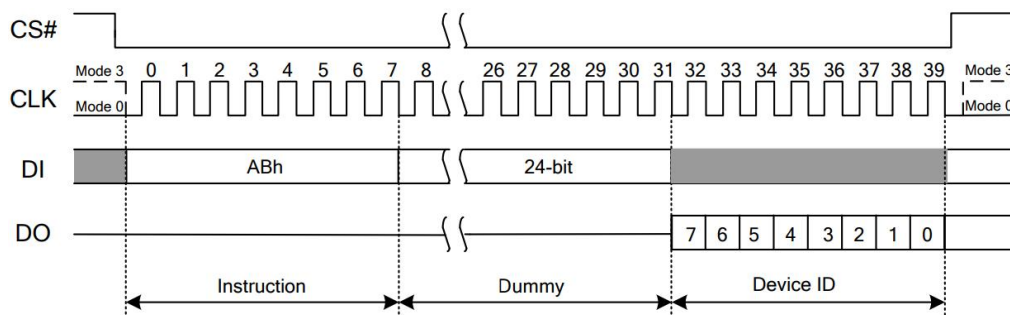 CS#
Mode 3 0 1 2 3 4 5 6 7 8 26 27 28 29 30 31 32 33 34 35 36 37 38 39 Mode 3
CLK
Mode 0 Mode 0
DI ABh 24-bit
DO 7 6 5 4 3 2 1 0
Instruction Dummy Device ID